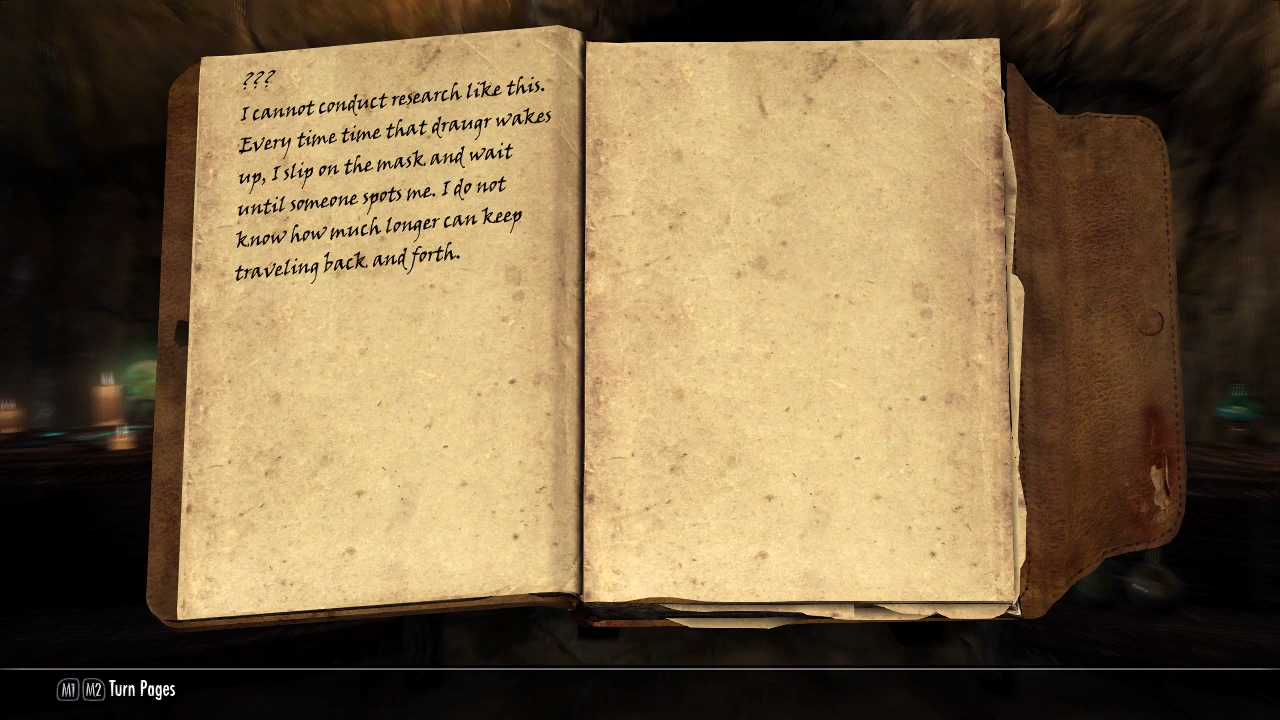 ???
I cannot conduct research like this.
Every time time that draugr wakes
up, I slip on the mask and wait
until someone spots me. I do not
know how much longer can keep
traveling back and forth.
M1 M2 Turn Pages